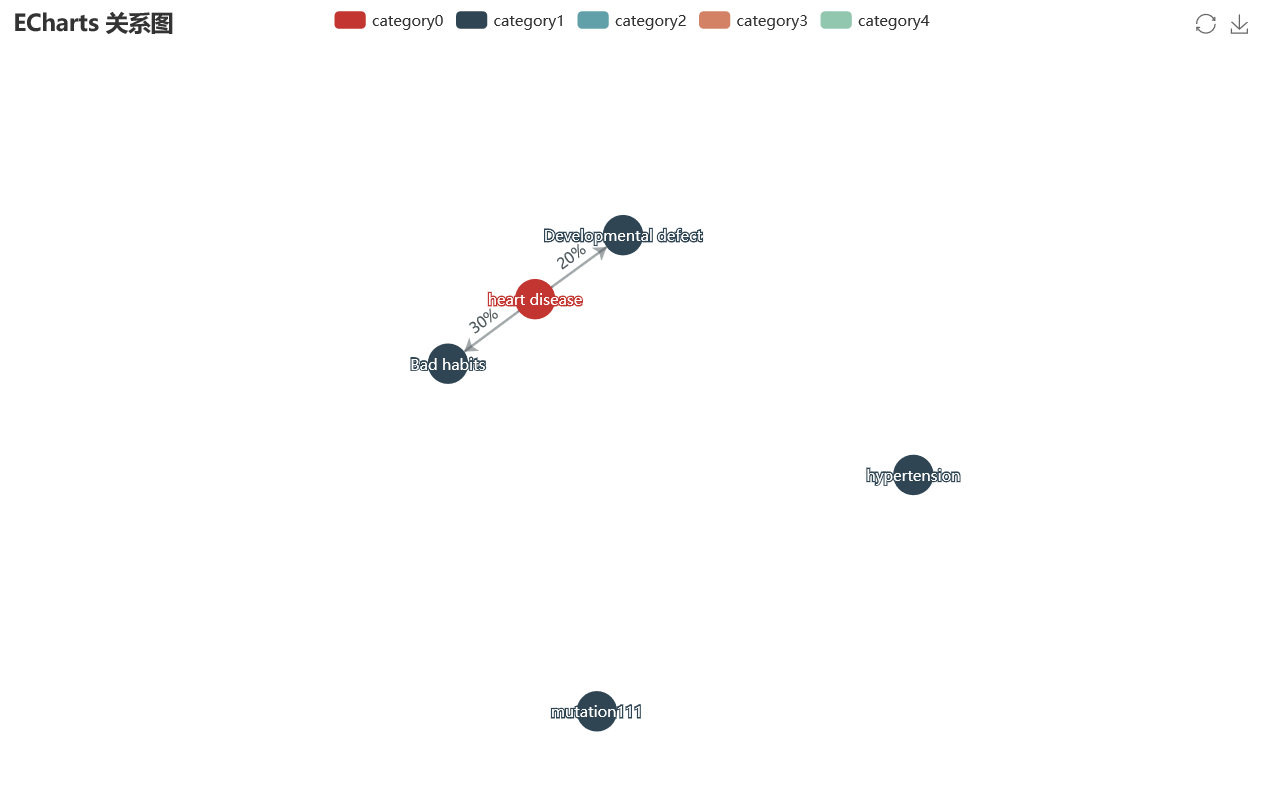 ECharts 关系图
category0
category1
category2
category3
category4
Developmental defect
20%
heart disease
30%
Bad habits
hypertension
mutation111